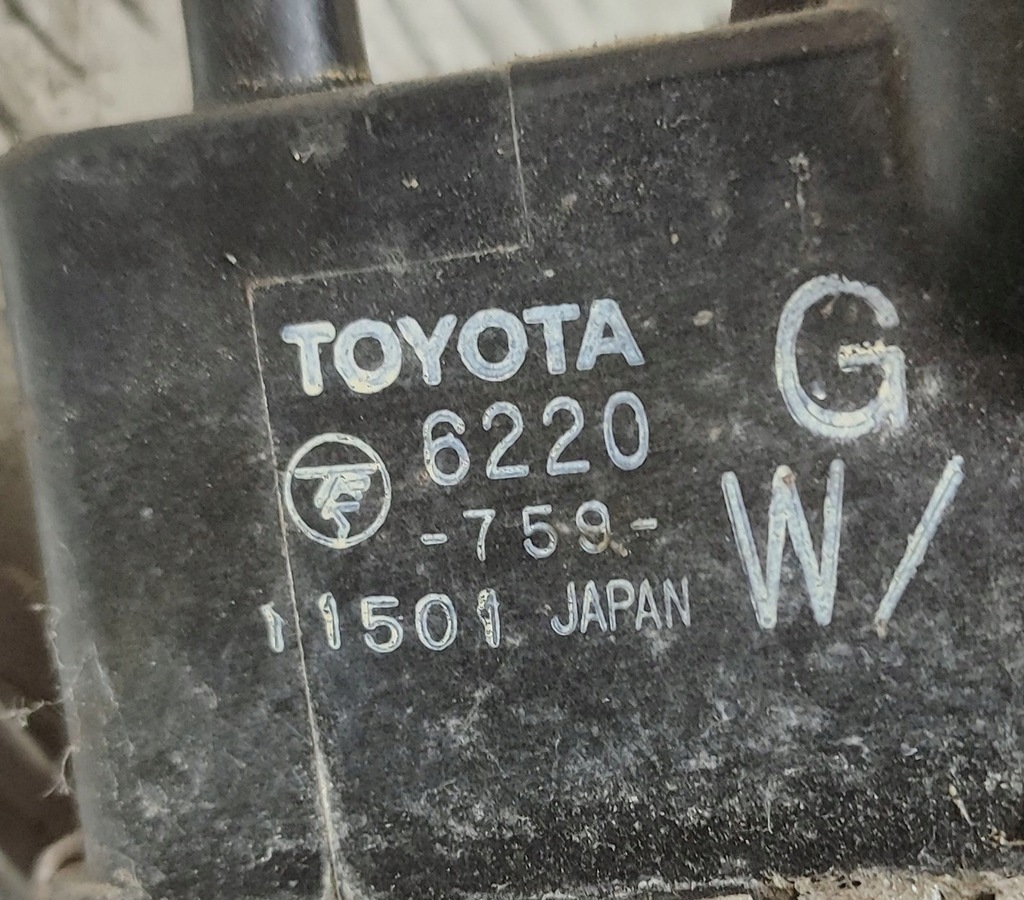 TOYOTA
6220
-759-
11501 JAPAN
G
W/